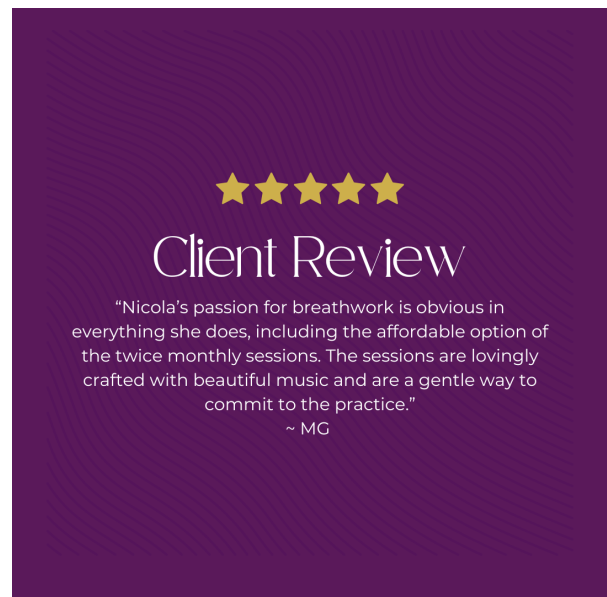 Client Review
“Nicola’s passion for breathwork is obvious in
everything she does, including the affordable option of
the twice monthly sessions. The sessions are lovingly
crafted with beautiful music and are a gentle way to
commit to the practice.”
~ MG